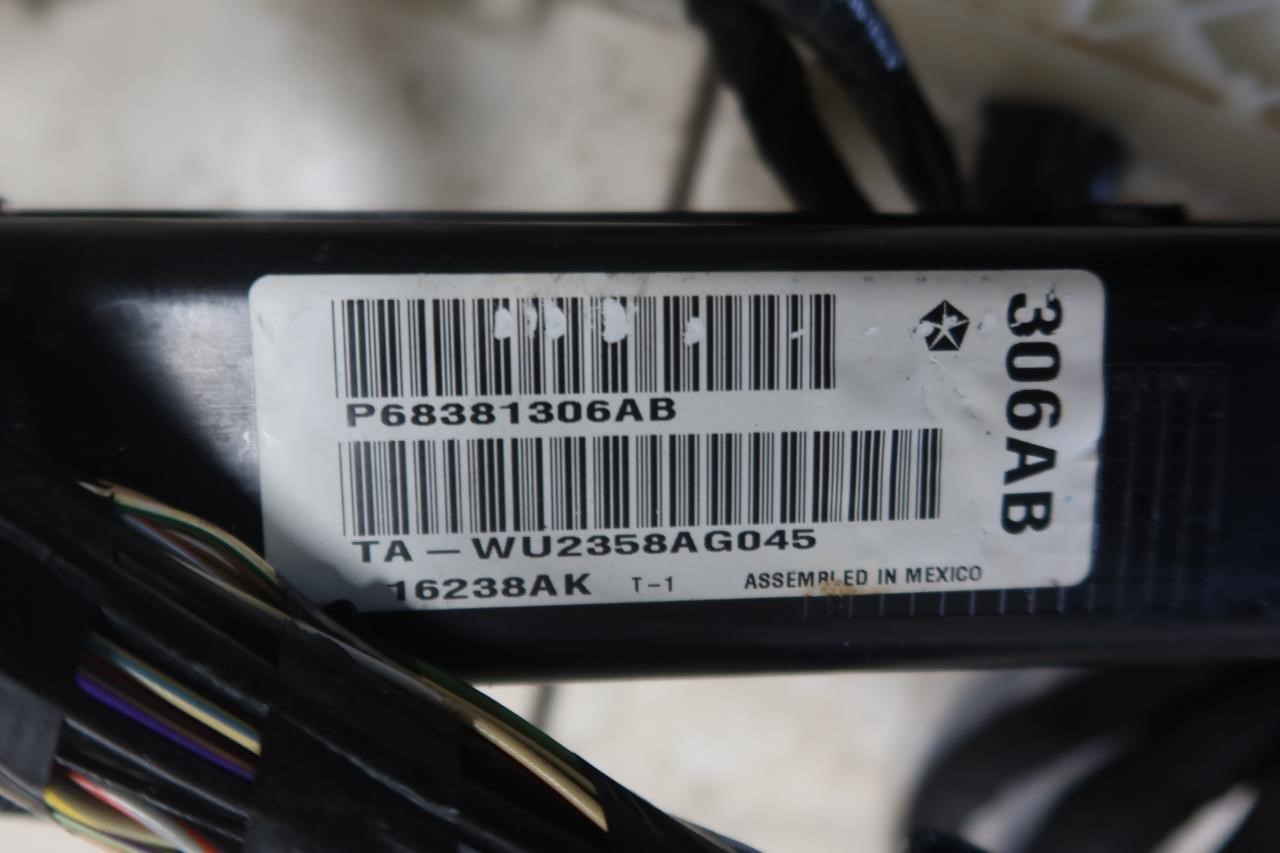 P68381306AB
TA-WU2358AG045
16238AK T-1 ASSEMBLED IN MEXICO
306AB